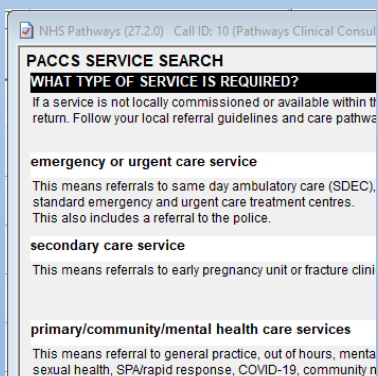 NHS Pathways (27.2.0) Call ID: 10 (Pathways Clinical Consul
PACCS SERVICE SEARCH
WHAT TYPE OF SERVICE IS REQUIRED?
If a service is not locally commissioned or available within
return. Follow your local referral guidelines and care
emergency or urgent care service
This means referrals to same day ambulatory care (SDEC),
standard emergency and urgent care treatment centres.
This also includes a referral to the police.
secondary care service
This means referrals to early pregnancy unit or fracture
primary/community/mental health care services
This means referral to general practice, out of hours,
sexual health, SPA/rapid response, COVID-19, community